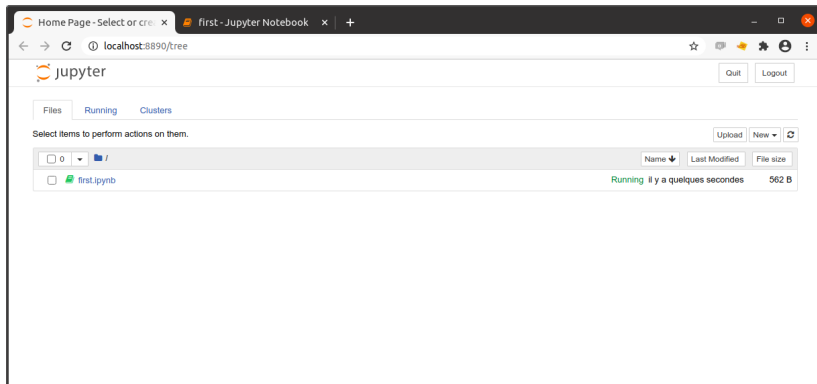 Home Page - Select or cre
first - Jupyter Notebook
localhost:8890/tree
jupyter
Quit
Logout
Files
Running
Clusters
Select items to perform actions on them.
Upload
New
0
/
Name
Last Modified
File size
first.ipynb
Running il y a quelques secondes
562 B